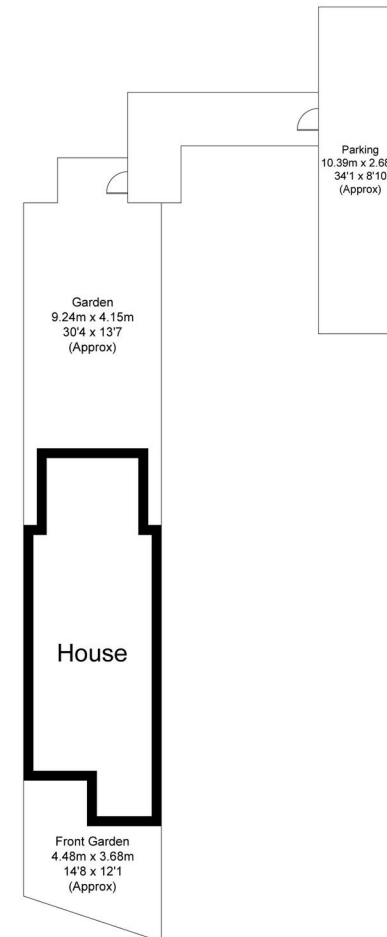 Parking
10.39m x 2.68
34'1 x 8'10
(Approx)
Garden
9.24m x 4.15m
30'4 x 13'7
(Approx)
House
Front Garden
4.48m x 3.68m
14'8 x 12'1
(Approx)